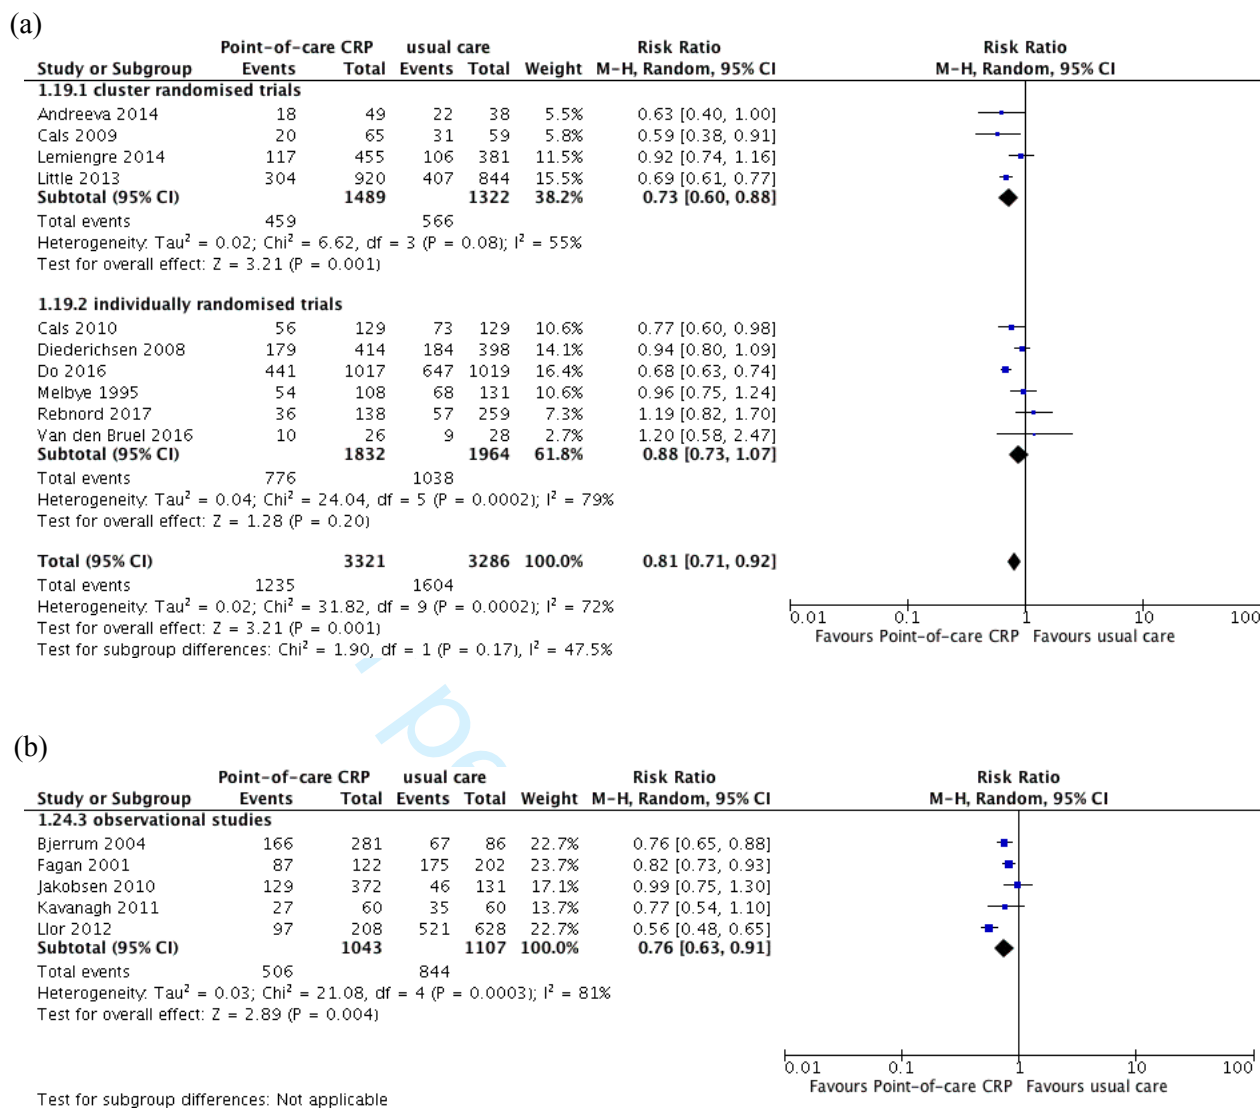 (a)
Point-of-care CRP usual care Risk Ratio Risk Ratio
Study or Subgroup Events Total Events Total Weight M-H, Random, 95% CI M-H, Random, 95% CI
1.19.1 cluster randomised trials
Andreeva 2014 18 49 22 38 5.5% 0.63 [0.40, 1.00]
Cals 2009 20 65 31 59 5.8% 0.59 [0.38, 0.91]
Lemiengre 2014 117 455 106 381 11.5% 0.92 [0.74, 1.16]
Little 2013 304 920 407 844 15.5% 0.69 [0.61, 0.77]
Subtotal (95% CI) 1489 1322 38.2% 0.73 [0.60, 0.88]
Total events 459 566
Heterogeneity: Tau² = 0.02; Chi² = 6.62, df = 3 (P = 0.08); I² = 55%
Test for overall effect: Z = 3.21 (P = 0.001)
1.19.2 individually randomised trials
Cals 2010 56 129 73 129 10.6% 0.77 [0.60, 0.98]
Diederichsen 2008 179 414 184 398 14.1% 0.94 [0.80, 1.09]
Do 2016 441 1017 647 1019 16.4% 0.68 [0.63, 0.74]
Melbye 1995 54 108 68 131 10.6% 0.96 [0.75, 1.24]
Rebnord 2017 36 138 57 259 7.3% 1.19 [0.82, 1.70]
Van den Bruel 2016 10 26 9 28 2.7% 1.20 [0.58, 2.47]
Subtotal (95% CI) 1832 1964 61.8% 0.88 [0.73, 1.07]
Total events 776 1038
Heterogeneity: Tau² = 0.04; Chi² = 24.04, df = 5 (P = 0.0002); I² = 79%
Test for overall effect: Z = 1.28 (P = 0.20)
Total (95% CI) 3321 3286 100.0% 0.81 [0.71, 0.92]
Total events 1235 1604
Heterogeneity: Tau² = 0.02; Chi² = 31.82, df = 9 (P = 0.0002); I² = 72%
Test for overall effect: Z = 3.21 (P = 0.001)
Test for subgroup differences: Chi² = 1.90, df = 1 (P = 0.17), I² = 47.5%
0.01 0.1 1 10 100
Favours Point-of-care CRP Favours usual care
(b)
Point-of-care CRP usual care Risk Ratio Risk Ratio
Study or Subgroup Events Total Events Total Weight M-H, Random, 95% CI M-H, Random, 95% CI
1.24.3 observational studies
Bjerrum 2004 166 281 67 86 22.7% 0.76 [0.65, 0.88]
Fagan 2001 87 122 175 202 23.7% 0.82 [0.73, 0.93]
Jakobsen 2010 129 372 46 131 17.1% 0.99 [0.75, 1.30]
Kavanagh 2011 27 60 35 60 13.7% 0.77 [0.54, 1.10]
Llor 2012 97 208 521 628 22.7% 0.56 [0.48, 0.65]
Subtotal (95% CI) 1043 1107 100.0% 0.76 [0.63, 0.91]
Total events 506 844
Heterogeneity: Tau² = 0.03; Chi² = 21.08, df = 4 (P = 0.0003); I² = 81%
Test for overall effect: Z = 2.89 (P = 0.004)
0.01 0.1 1 10 100
Favours Point-of-care CRP Favours usual care
Test for subgroup differences: Not applicable